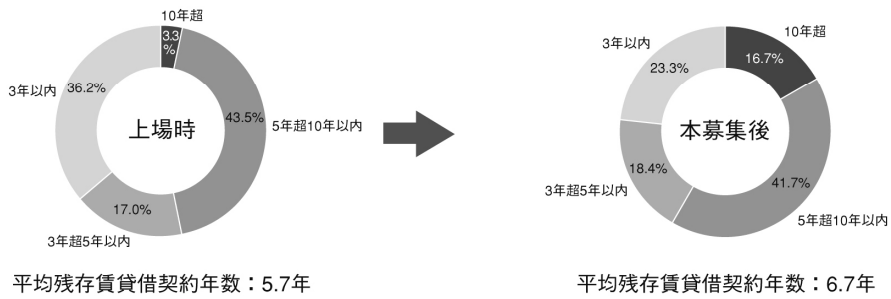 10年超
3.3
%
3年以内
36.2%
上場時
43.5%
5年超10年以内
17.0%
3年超5年以内
平均残存賃貸借契約年数：5.7年
10年超
3年以内
16.7%
23.3%
本募集後
18.4%
3年超5年以内
41.7%
5年超10年以内
平均残存賃貸借契約年数：6.7年